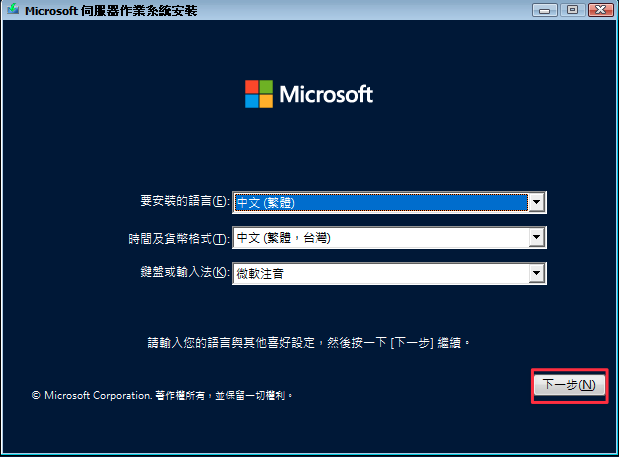 Microsoft 伺服器作業系統安裝
Microsoft
要安裝的語言(E): 中文 (繁體)
時間及貨幣格式(T): 中文 (繁體，台灣)
鍵盤或輸入法(K): 微軟注音
請輸入您的語言與其他喜好設定，然後按一下 [下一步] 繼續。
下一步(N)
© Microsoft Corporation. 著作權所有，並保留一切權利。